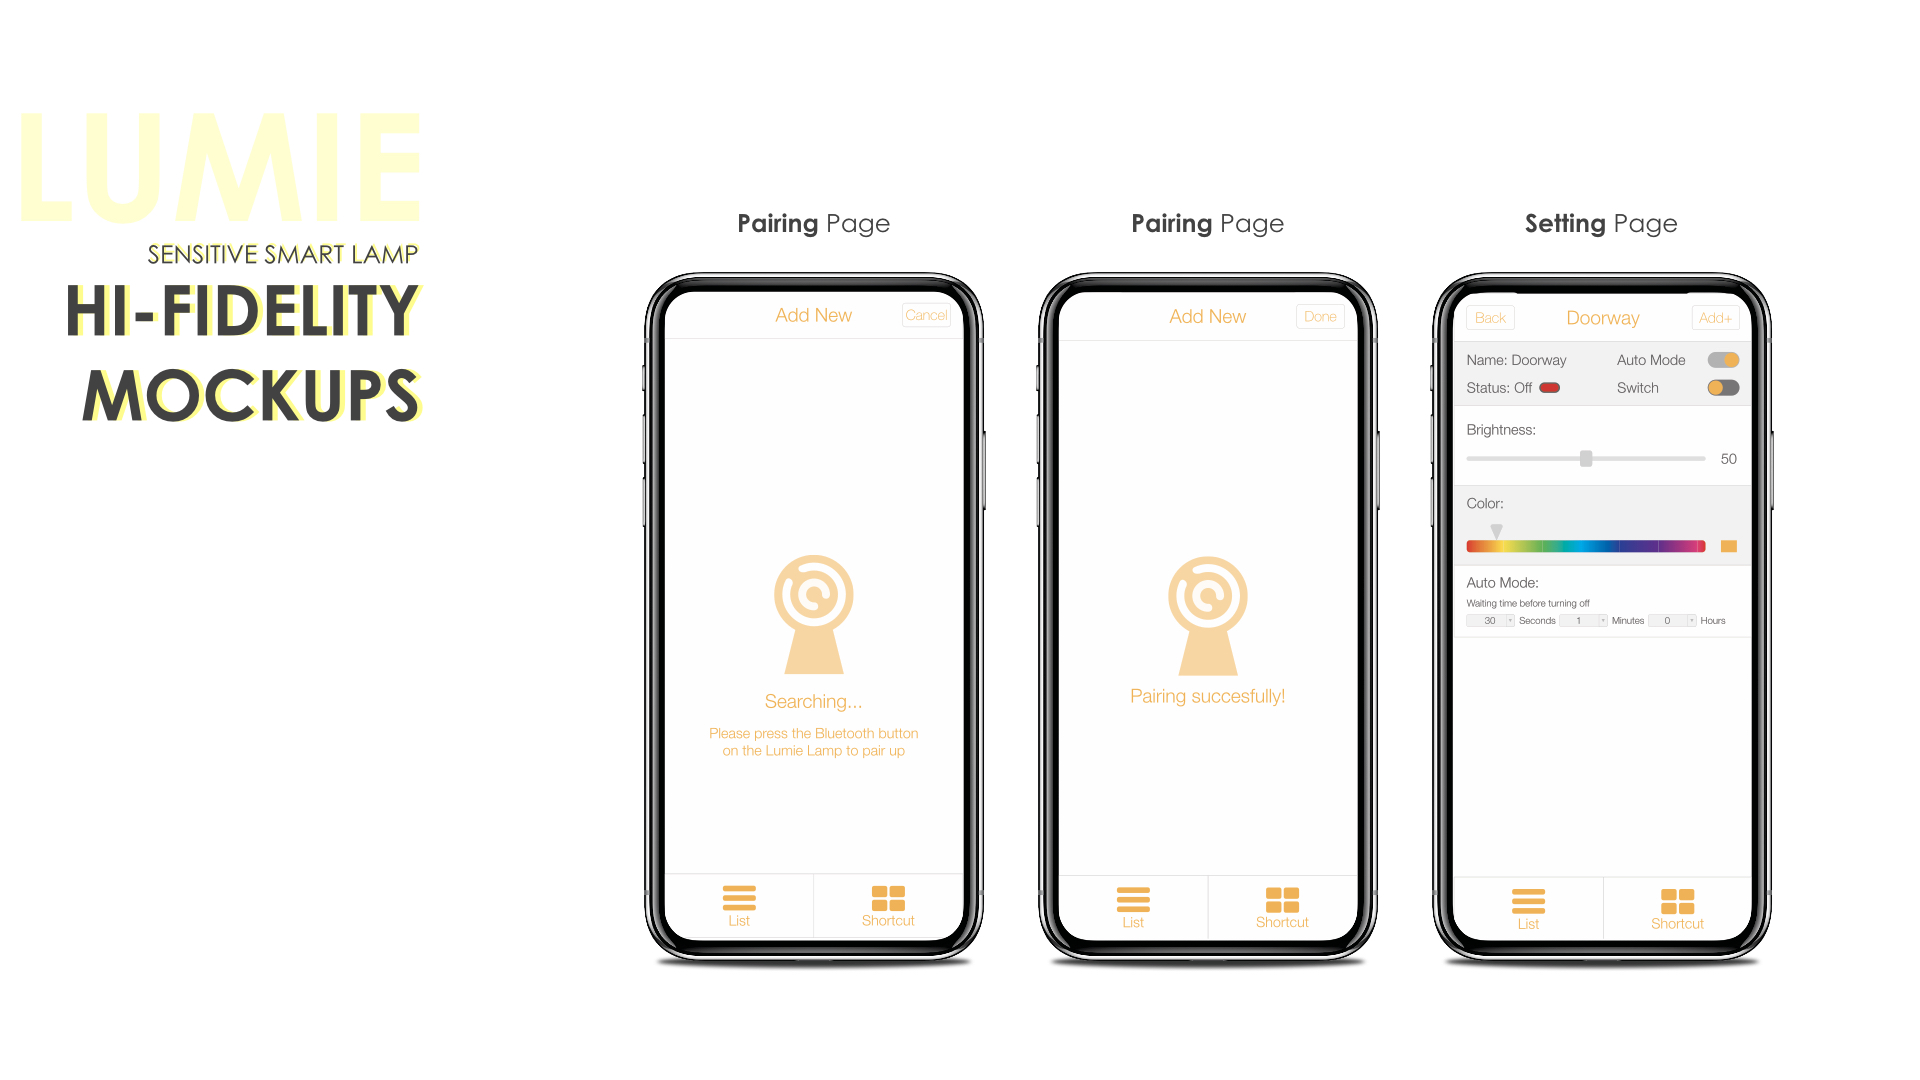 LUMIE
SENSITIVE SMART LAMP
HI-FIDELITY
MOCKUPS
Pairing Page
Add New
Cancel
Searching...
Please press the Bluetooth button
on the Lumie Lamp to pair up
List
Shortcut
Pairing Page
Add New
Done
Pairing succesfully!
List
Shortcut
Setting Page
Back
Doorway
Add+
Name: Doorway
Auto Mode
Status: Off
Switch
Brightness:
50
Color:
Auto Mode:
Waiting time before turning off
30 Seconds 1 Minutes 0 Hours
List
Shortcut